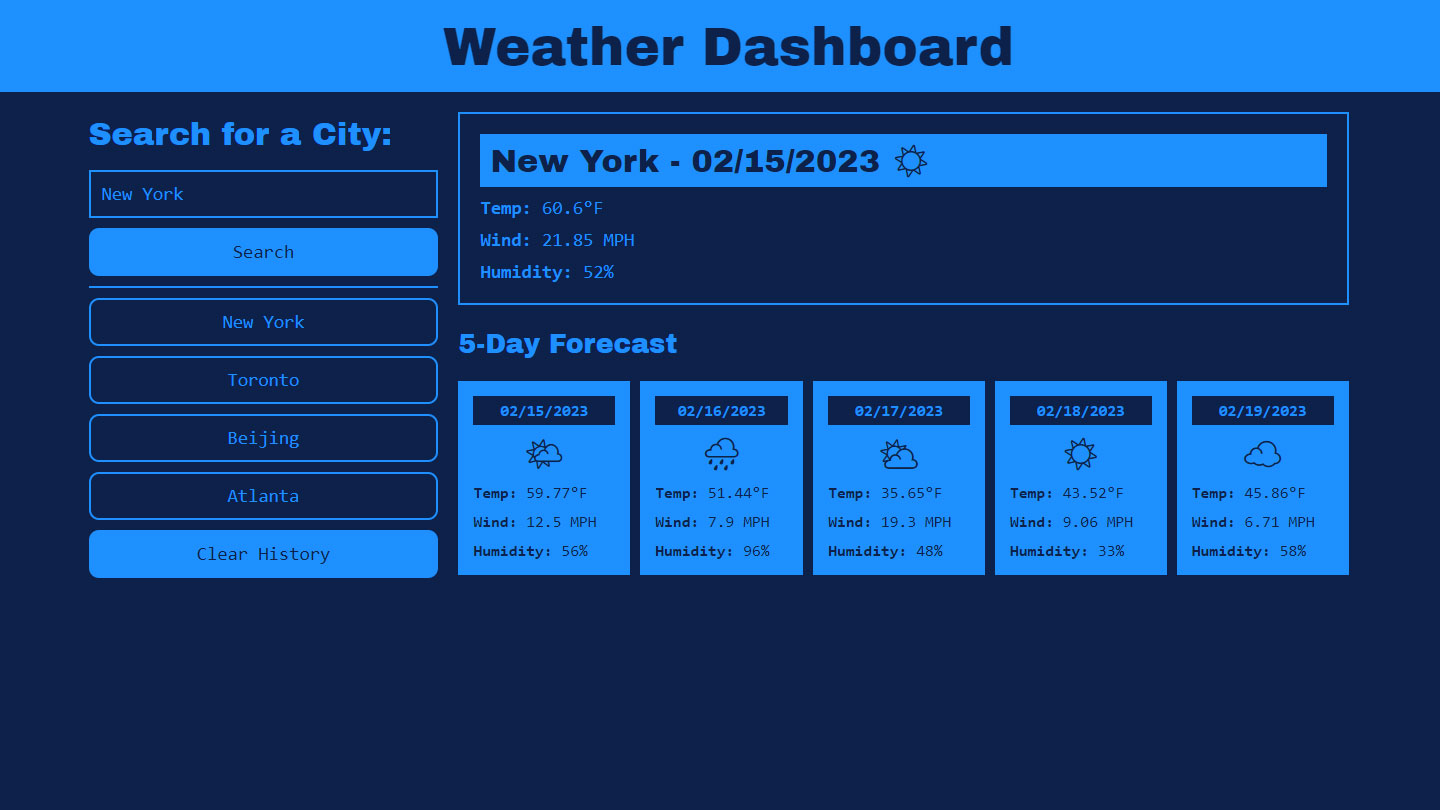 Weather Dashboard
Search for a City:
New York
Search
New York
Toronto
Beijing
Atlanta
Clear History
New York - 02/15/2023
Temp: 60.6°F
Wind: 21.85 MPH
Humidity: 52%
5-Day Forecast
02/15/2023
Temp: 59.77°F
Wind: 12.5 MPH
Humidity: 56%
02/16/2023
Temp: 51.44°F
Wind: 7.9 MPH
Humidity: 96%
02/17/2023
Temp: 35.65°F
Wind: 19.3 MPH
Humidity: 48%
02/18/2023
Temp: 43.52°F
Wind: 9.06 MPH
Humidity: 33%
02/19/2023
Temp: 45.86°F
Wind: 6.71 MPH
Humidity: 58%